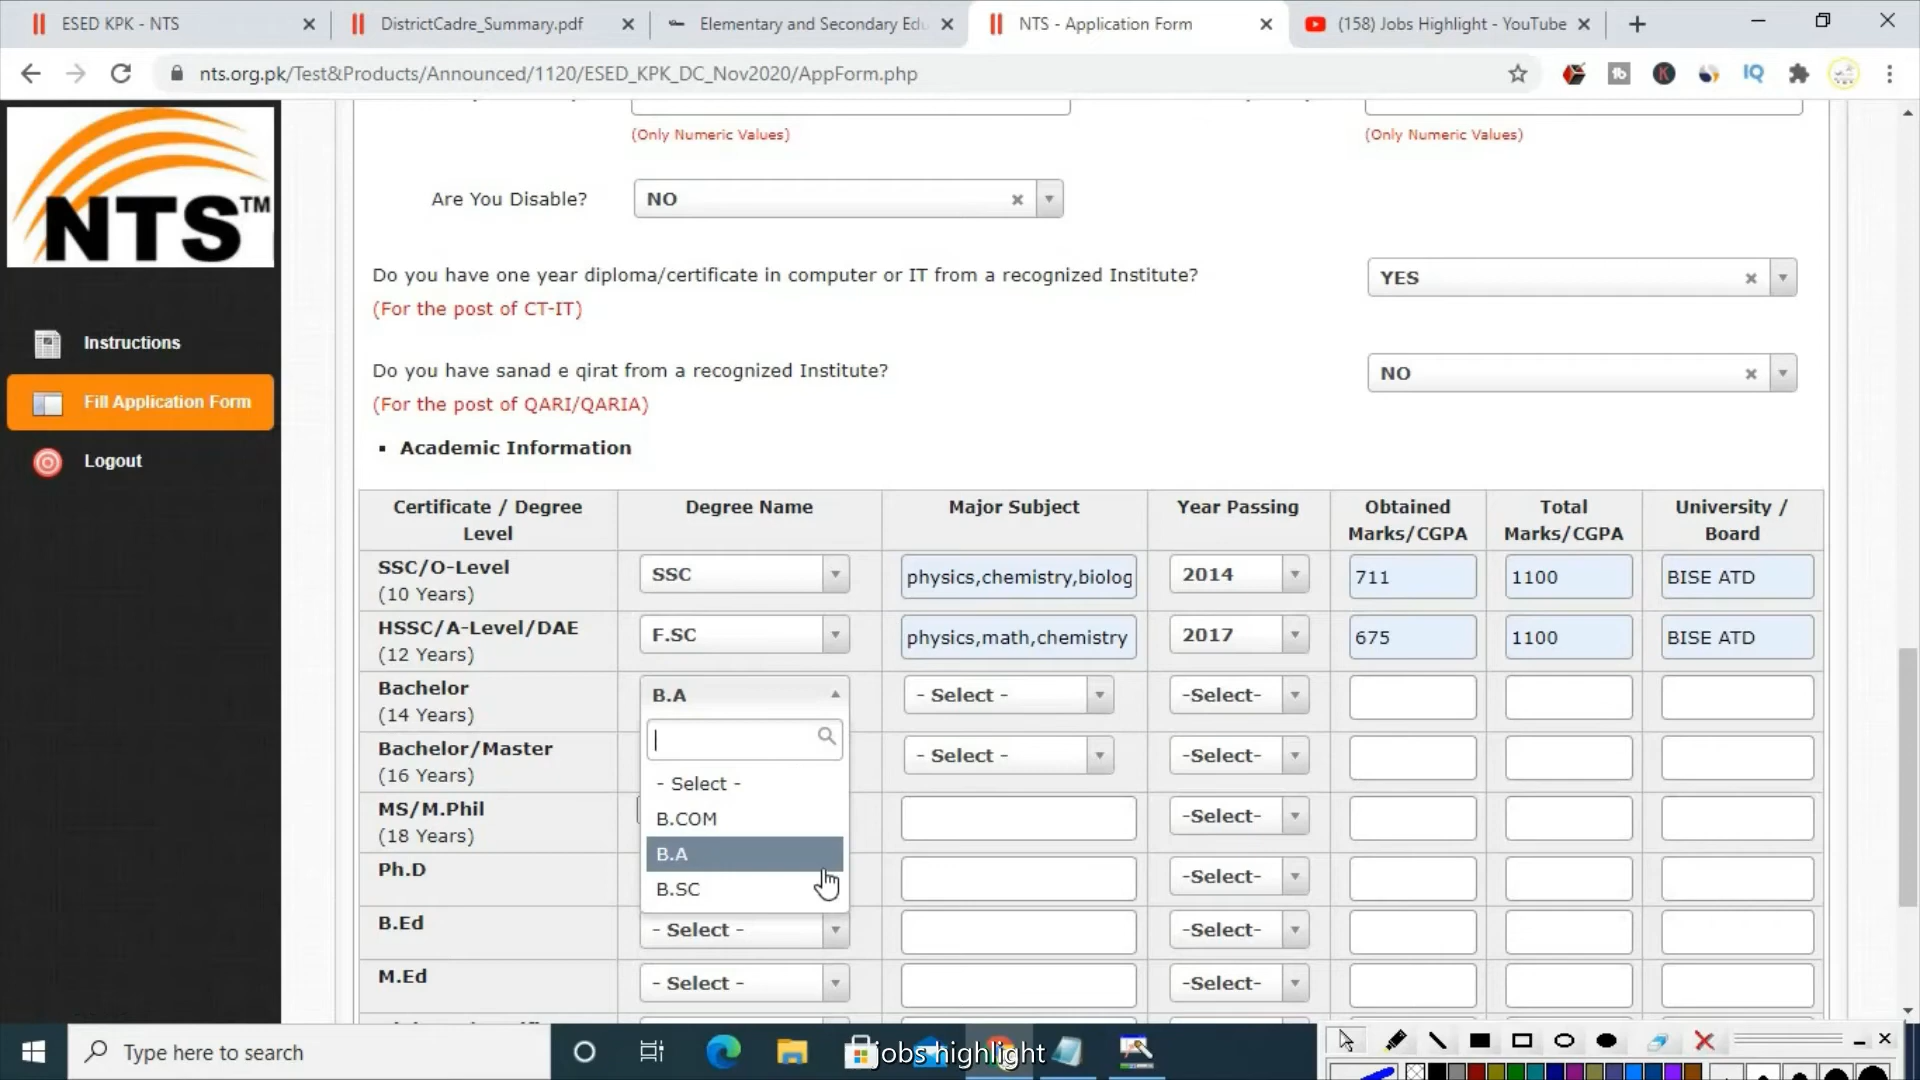 ESED KPK - NTS
DistrictCadre_Summary.pdf
Elementary and Secondary Edu
NTS - Application Form
(158) Jobs Highlight - YouTube
nts.org.pk/Test&Products/Announced/1120/ESED_KPK_DC_Nov2020/AppForm.php
NTS™
Instructions
Fill Application Form
Logout
(Only Numeric Values)
(Only Numeric Values)
Are You Disable?
NO
Do you have one year diploma/certificate in computer or IT from a recognized Institute?
YES
(For the post of CT-IT)
Do you have sanad e qirat from a recognized Institute?
NO
(For the post of QARI/QARIA)
Academic Information
Certificate / Degree Level
Degree Name
Major Subject
Year Passing
Obtained Marks/CGPA
Total Marks/CGPA
University / Board
SSC/O-Level
(10 Years)
SSC
physics,chemistry,biolog
2014
711
1100
BISE ATD
HSSC/A-Level/DAE
(12 Years)
F.SC
physics,math,chemistry
2017
675
1100
BISE ATD
Bachelor
(14 Years)
B.A
- Select -
-Select-
- Select -
B.COM
B.A
B.SC
Bachelor/Master
(16 Years)
- Select -
-Select-
MS/M.Phil
(18 Years)
-Select-
Ph.D
-Select-
B.Ed
- Select -
-Select-
M.Ed
- Select -
-Select-
Type here to search
jobs highlight